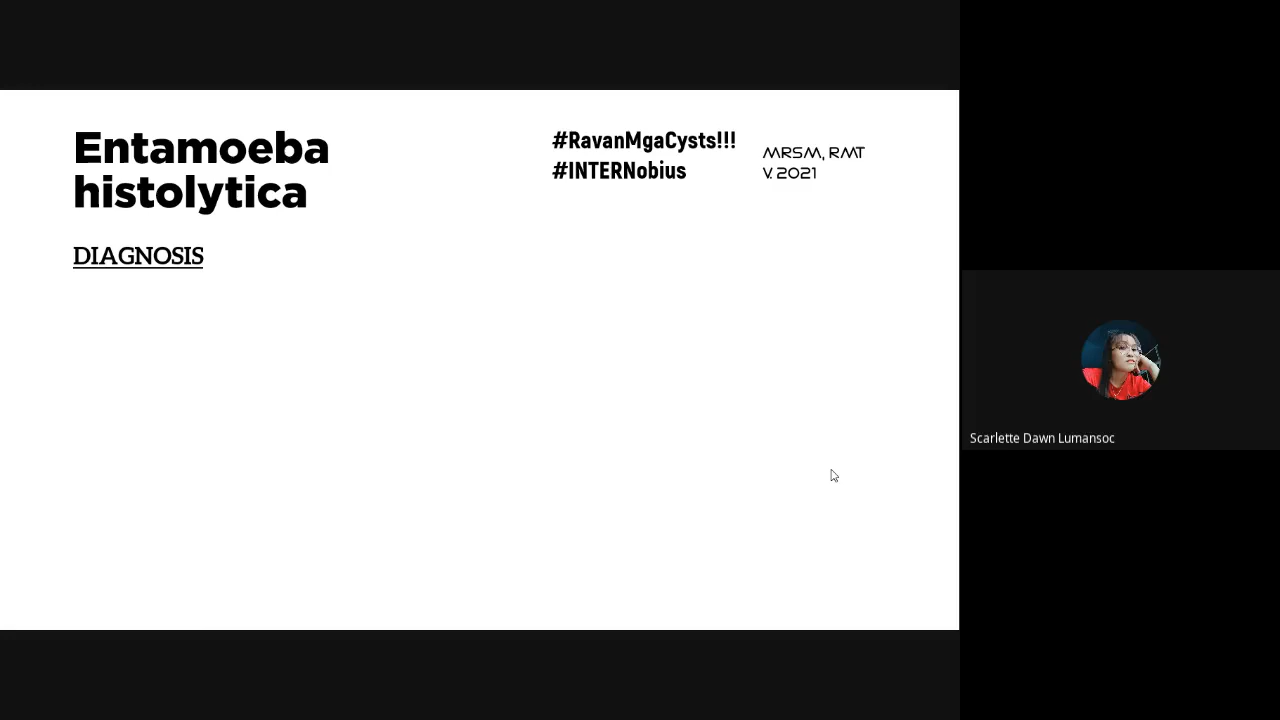 Entamoeba
histolytica
#RavanMgaCysts!!!
#INTERNobius
MRSM, RMT
V. 2021
DIAGNOSIS
Scarlette Dawn Lumansoc